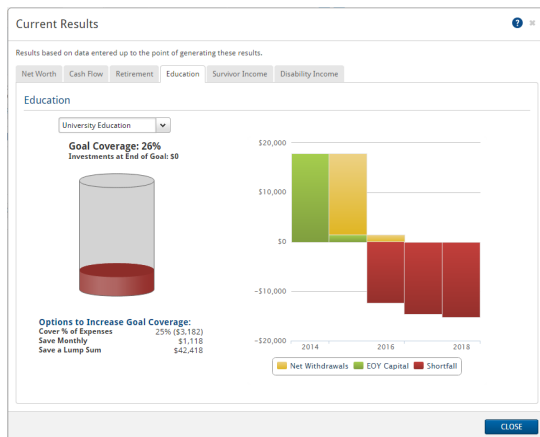 Current Results
?
Results based on data entered up to the point of generating these results.
Net Worth Cash Flow Retirement Education Survivor Income Disability Income
Education
University Education
Goal Coverage: 26%
Investments at End of Goal: $0
Options to Increase Goal Coverage:
Cover % of Expenses 25% ($3,182)
Save Monthly $1,118
Save a Lump Sum $42,418
$20,000
$10,000
$0
-$10,000
-$20,000
2014 2016 2018
Net Withdrawals EOY Capital Shortfall
CLOSE